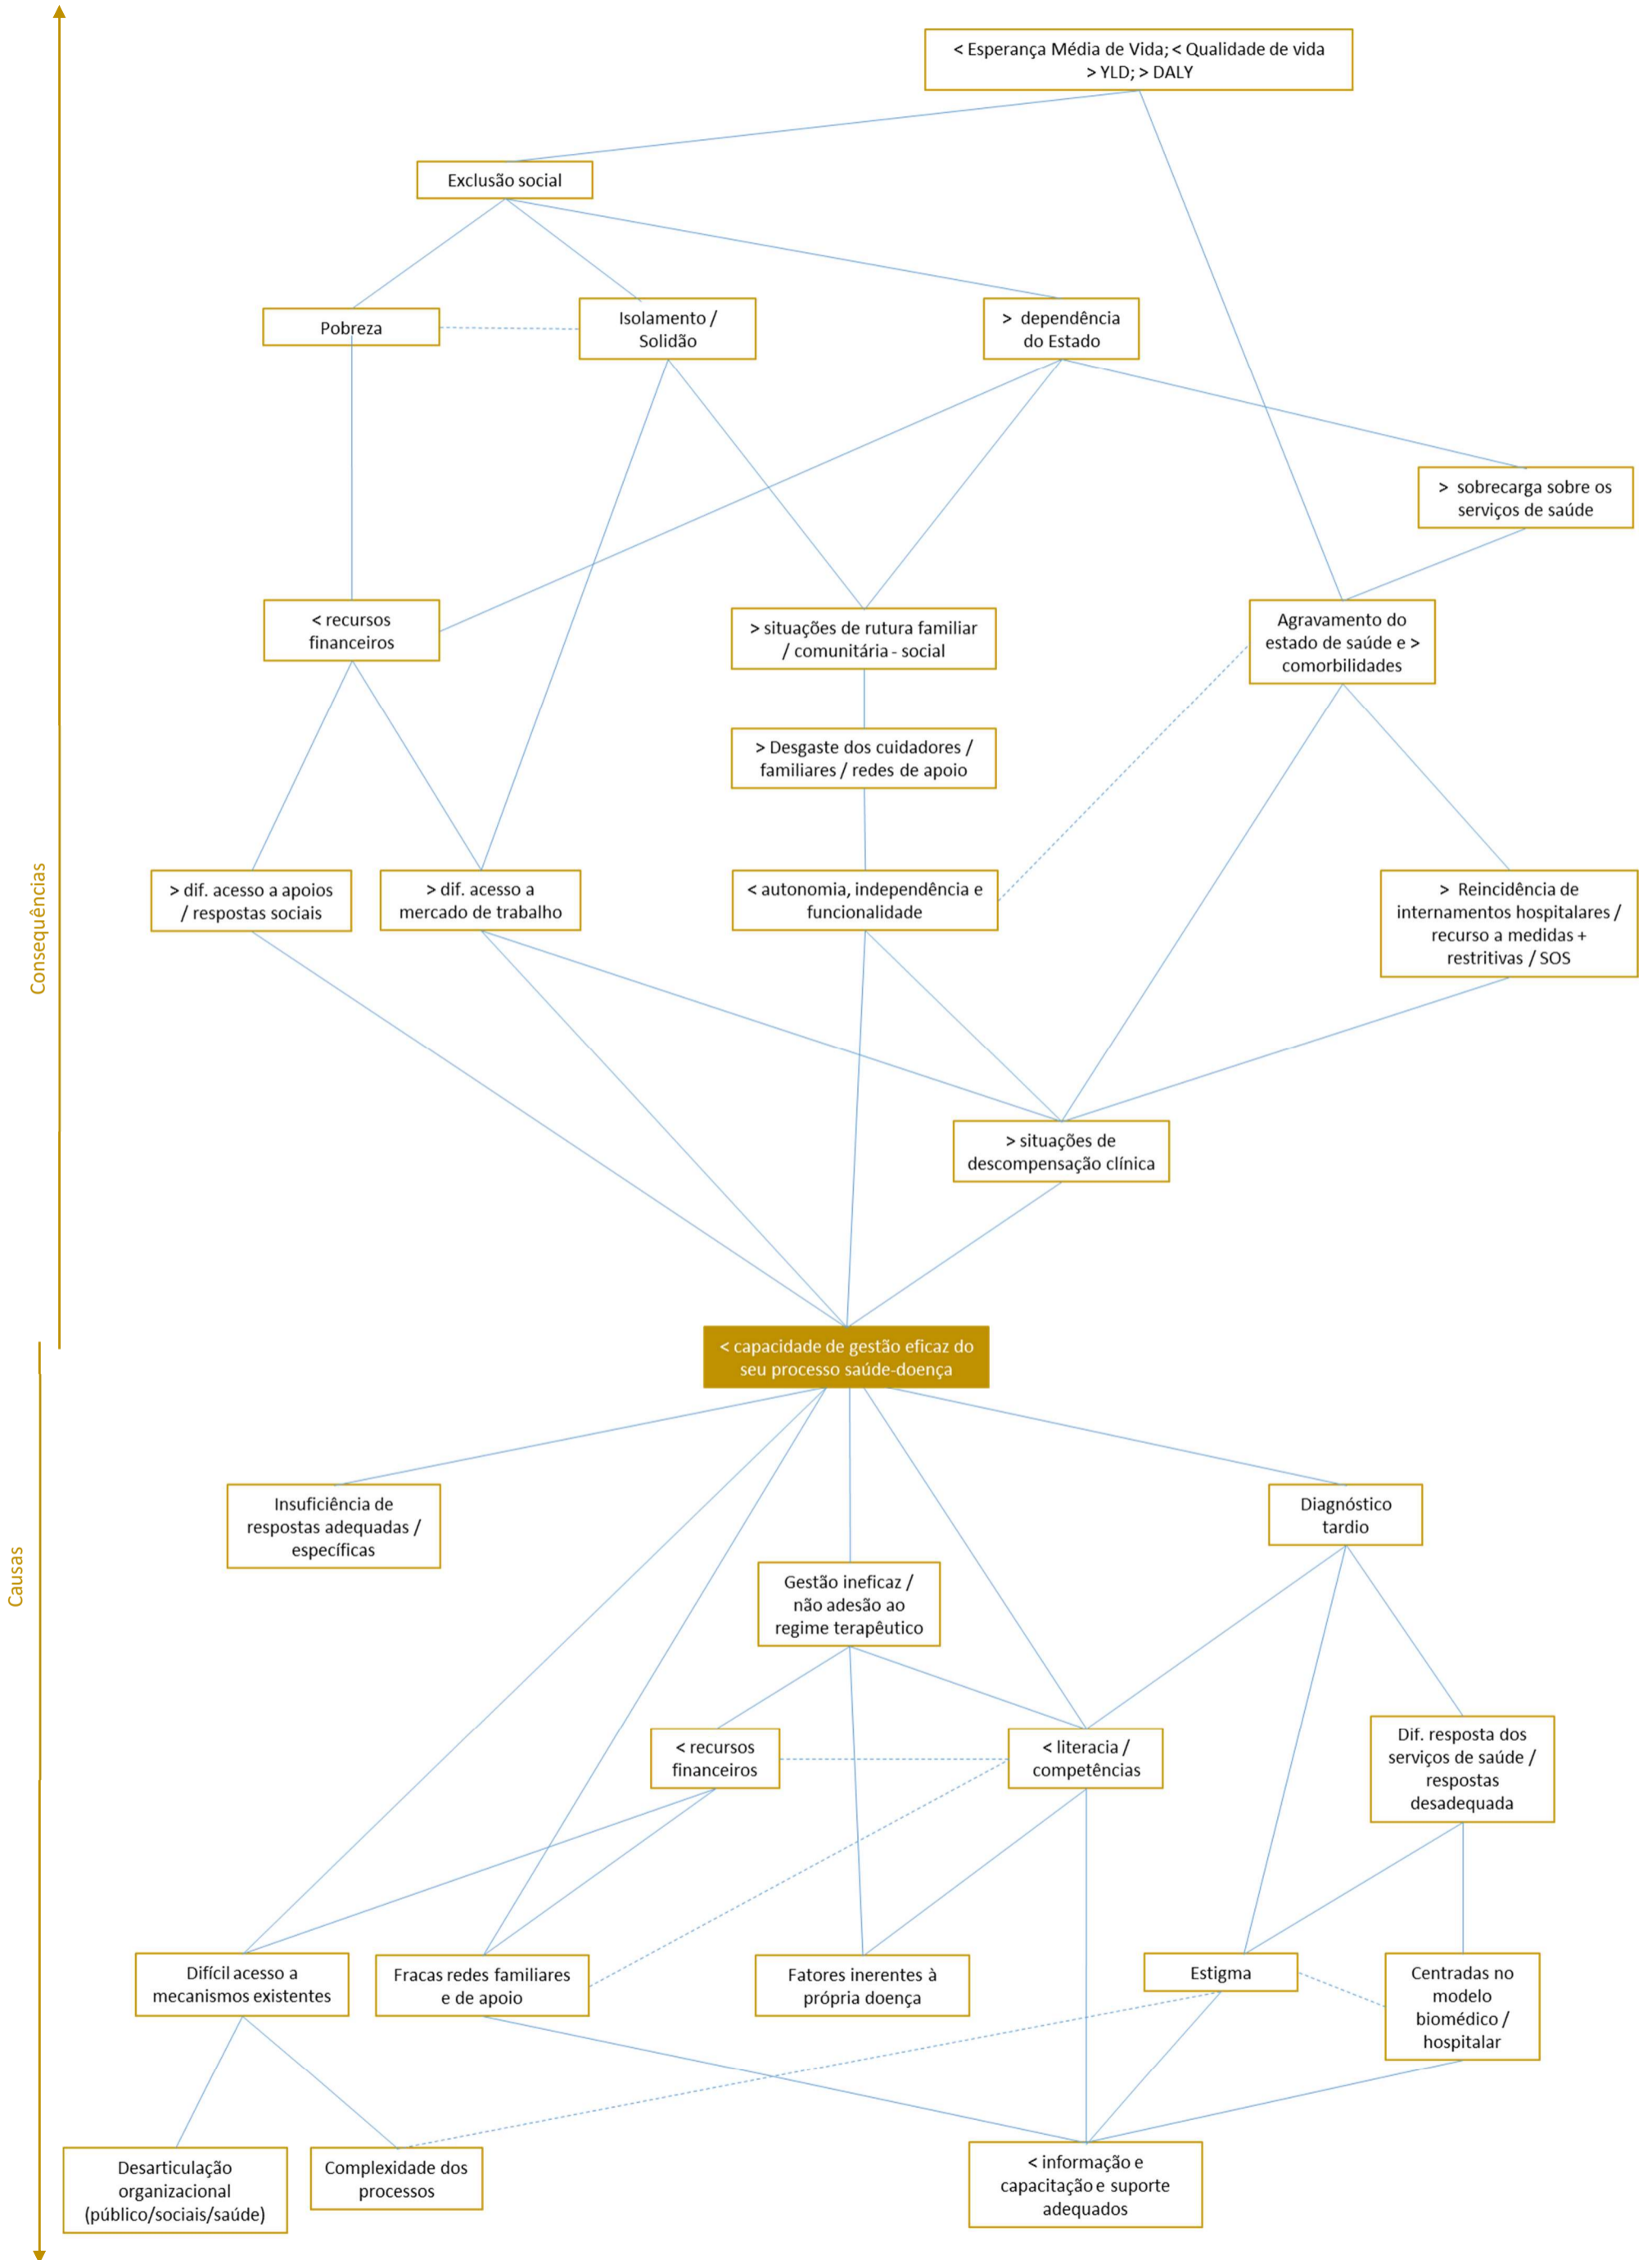 < Esperança Média de Vida; < Qualidade de vida
> YLD; > DALY
Exclusão social
Pobreza
Isolamento /
Solidão
> dependência
do Estado
> sobrecarga sobre os
serviços de saúde
< recursos
financeiros
> situações de rutura familiar
/ comunitária - social
Agravamento do
estado de saúde e >
comorbilidades
> Desgaste dos cuidadores /
familiares / redes de apoio
Consequências
> dif. acesso a apoios
/ respostas sociais
> dif. acesso a
mercado de trabalho
< autonomia, independência e
funcionalidade
> Reincidência de
internamentos hospitalares /
recurso a medidas +
restritivas / SOS
> situações de
descompensação clínica
< capacidade de gestão eficaz do
seu processo saúde-doença
Causas
Insuficiência de
respostas adequadas /
específicas
Diagnóstico
tardio
Gestão ineficaz /
não adesão ao
regime terapêutico
< recursos
financeiros
< literacia /
competências
Dif. resposta dos
serviços de saúde /
respostas
desadequada
Difícil acesso a
mecanismos existentes
Fracas redes familiares
e de apoio
Fatores inerentes à
própria doença
Estigma
Centradas no
modelo
biomédico /
hospitalar
Desarticulação
organizacional
(público/sociais/saúde)
Complexidade dos
processos
< informação e
capacitação e suporte
adequados